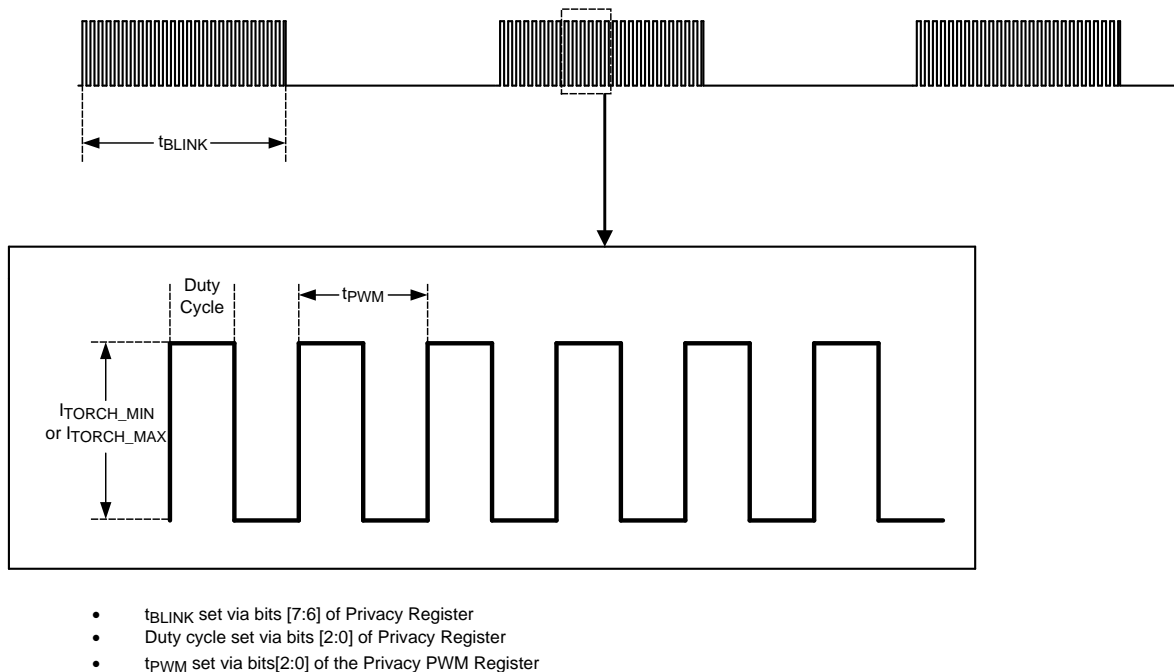 tBLINK
Duty
Cycle
tPWM
ITORCH_MIN
or ITORCH_MAX
• tBLINK set via bits [7:6] of Privacy Register
• Duty cycle set via bits [2:0] of Privacy Register
• tPWM set via bits[2:0] of the Privacy PWM Register